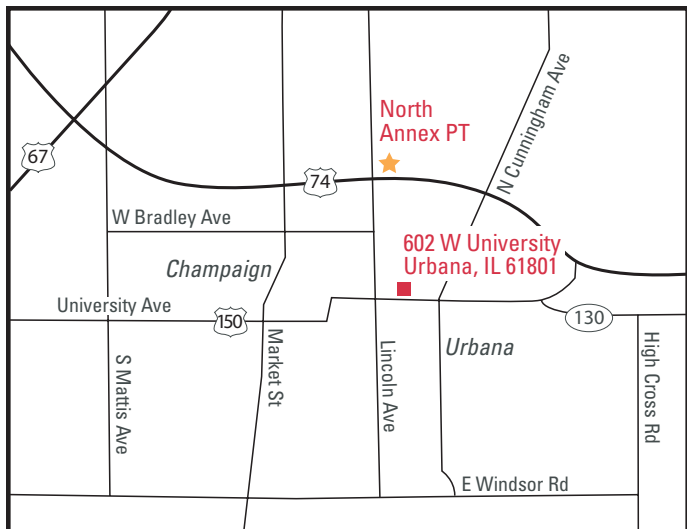 North
Annex PT
N Cunningham Ave
67
74
W Bradley Ave
602 W University
Urbana, IL 61801
Champaign
University Ave
150
130
Urbana
S Mattis Ave
Market St
Lincoln Ave
High Cross Rd
E Windsor Rd